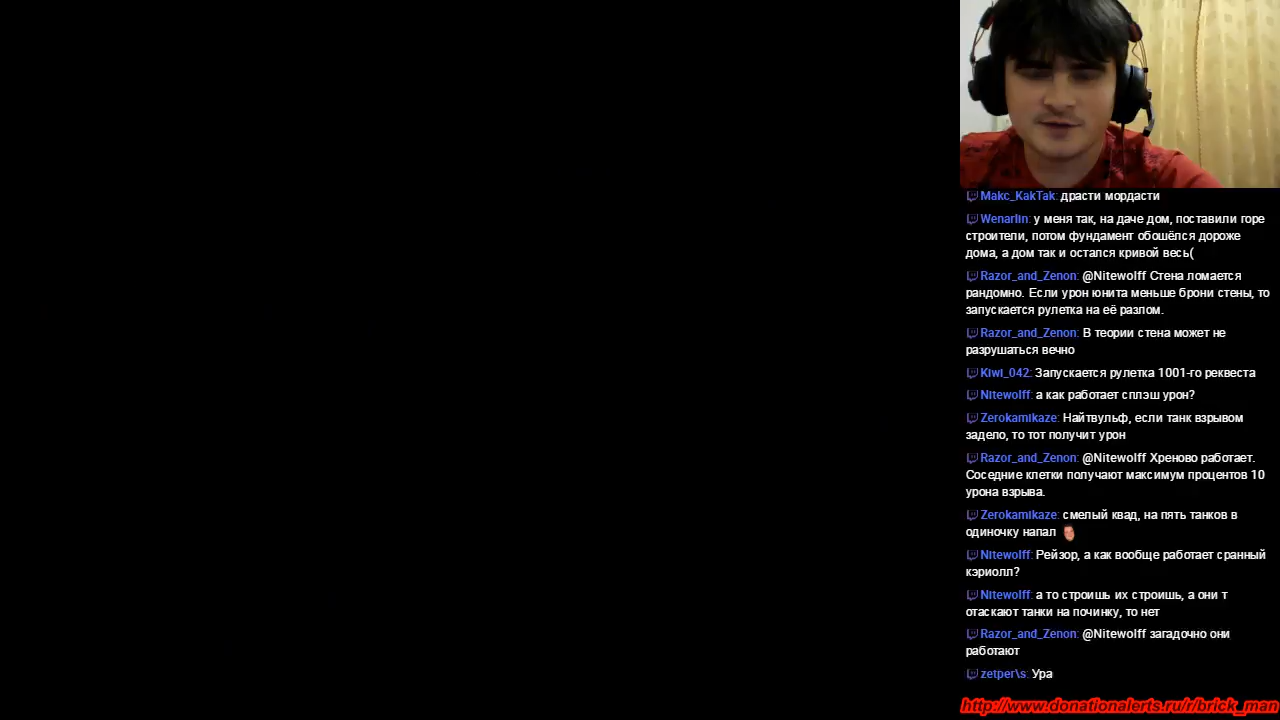 Makc_KakTak: драсти мордасти
Wenarlin: у меня так, на даче дом, поставили горе
строители, потом фундамент обошёлся дороже
дома, а дом так и остался кривой весь(
Razor_and_Zenon: @Nitewolff Стена ломается
рандомно. Если урон юнита меньше брони стены, то
запускается рулетка на её разлом.
Razor_and_Zenon: В теории стена может не
разрушаться вечно
Kiwi_042: Запускается рулетка 1001-го реквеста
Nitewolff: а как работает сплэш урон?
Zerokamikaze: Найтвульф, если танк взрывом
задело, то тот получит урон
Razor_and_Zenon: @Nitewolff Хреново работает.
Соседние клетки получают максимум процентов 10
урона взрыва.
Zerokamikaze: смелый квад, на пять танков в
одиночку напал
Nitewolff: Рейзор, а как вообще работает сранный
кэриолл?
Nitewolff: а то строишь их строишь, а они т
отаскают танки на починку, то нет
Razor_and_Zenon: @Nitewolff загадочно они
работают
zetper\s: Ура
http://www.donationalerts.ru/r/brick_man